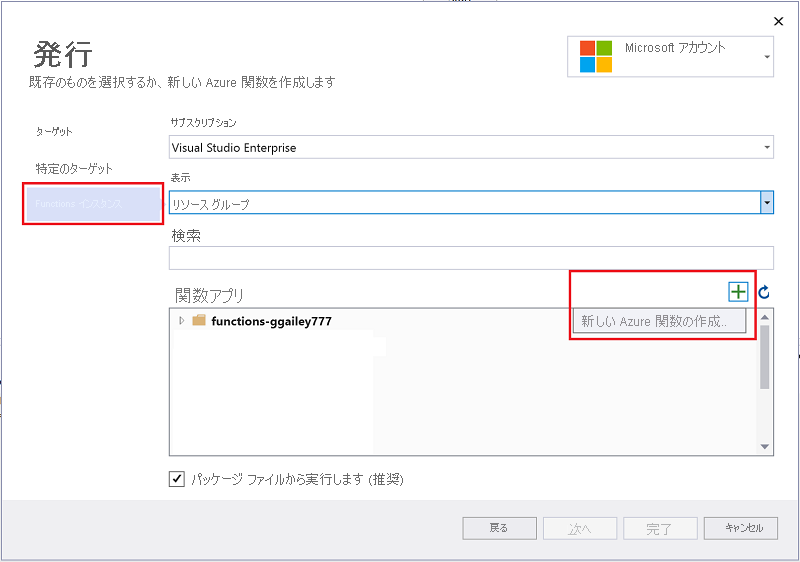 発行
既存のものを選択するか、新しい Azure 関数を作成します
Microsoft アカウント
ターゲット
特定のターゲット
Functions インスタンス
サブスクリプション
Visual Studio Enterprise
表示
リソース グループ
検索
関数アプリ
新しい Azure 関数の作成..
functions-ggailey777
パッケージ ファイルから実行します (推奨)
戻る
次へ
完了
キャンセル